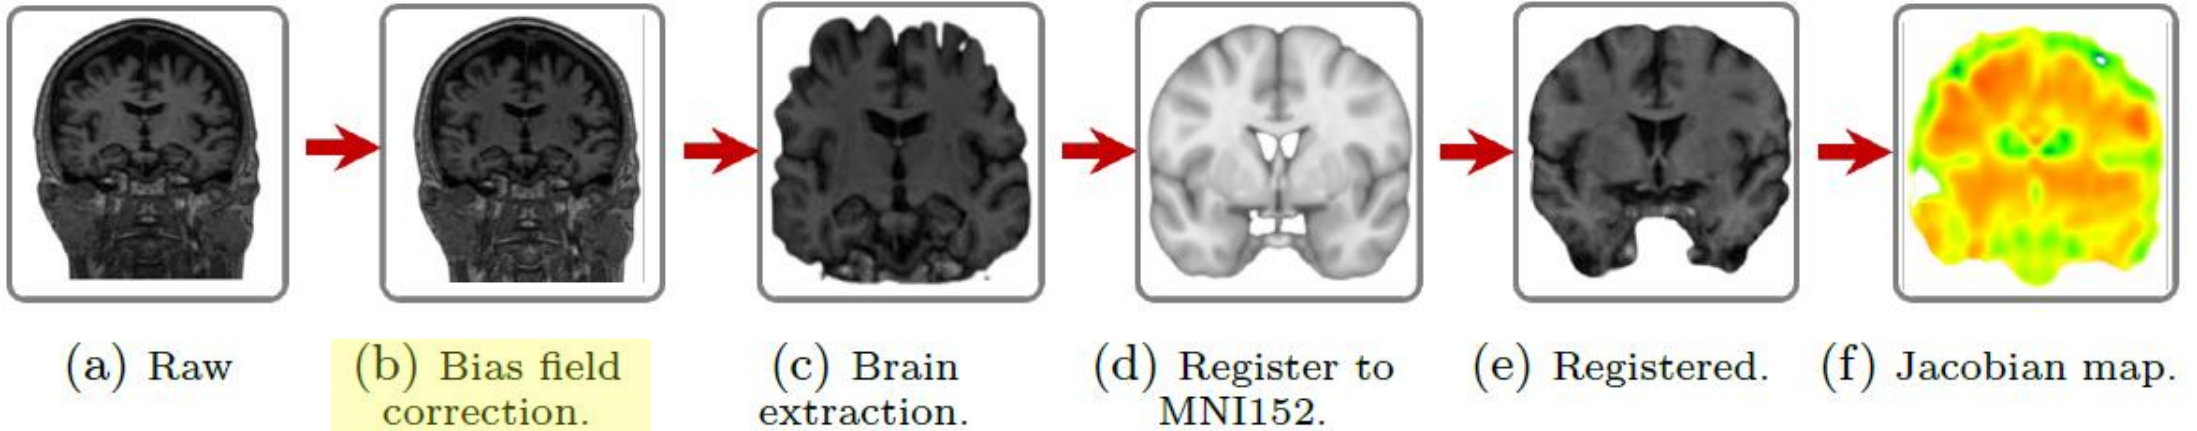 (a) Raw
(b) Bias field
correction.
(c) Brain
extraction.
(d) Register to
MNI152.
(e) Registered.
(f) Jacobian map.